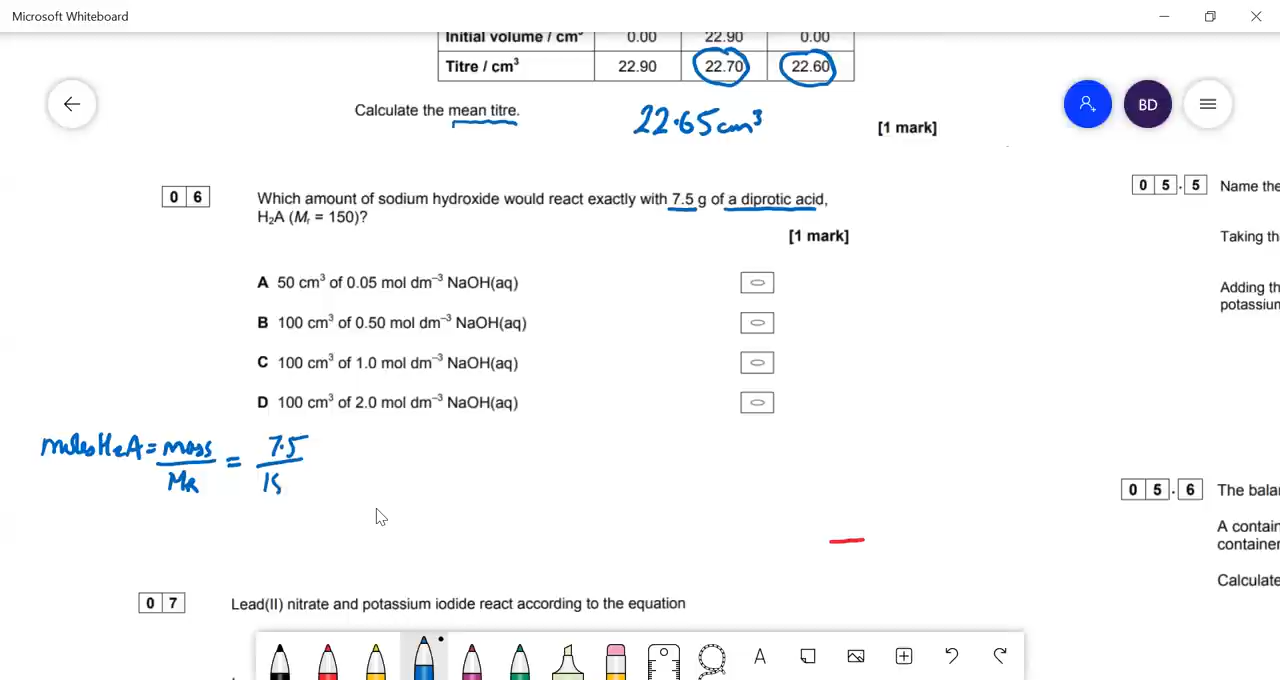 Microsoft Whiteboard
Initial volume / cm³ 0.00 22.90 0.00
Titre / cm³ 22.90 22.70 22.60
Calculate the mean titre.
22.65cm³
[1 mark]
BD
0 6
Which amount of sodium hydroxide would react exactly with 7.5 g of a diprotic acid,
H₂A (Mᵣ = 150)?
[1 mark]
A 50 cm³ of 0.05 mol dm⁻³ NaOH(aq)
B 100 cm³ of 0.50 mol dm⁻³ NaOH(aq)
C 100 cm³ of 1.0 mol dm⁻³ NaOH(aq)
D 100 cm³ of 2.0 mol dm⁻³ NaOH(aq)
moles H₂A = mass / MR = 7.5 / 15
0 7
Lead(II) nitrate and potassium iodide react according to the equation
0 5 . 5 Name the
Taking th
Adding th
potassium
0 5 . 6 The bala
A contain
container
Calculate
A